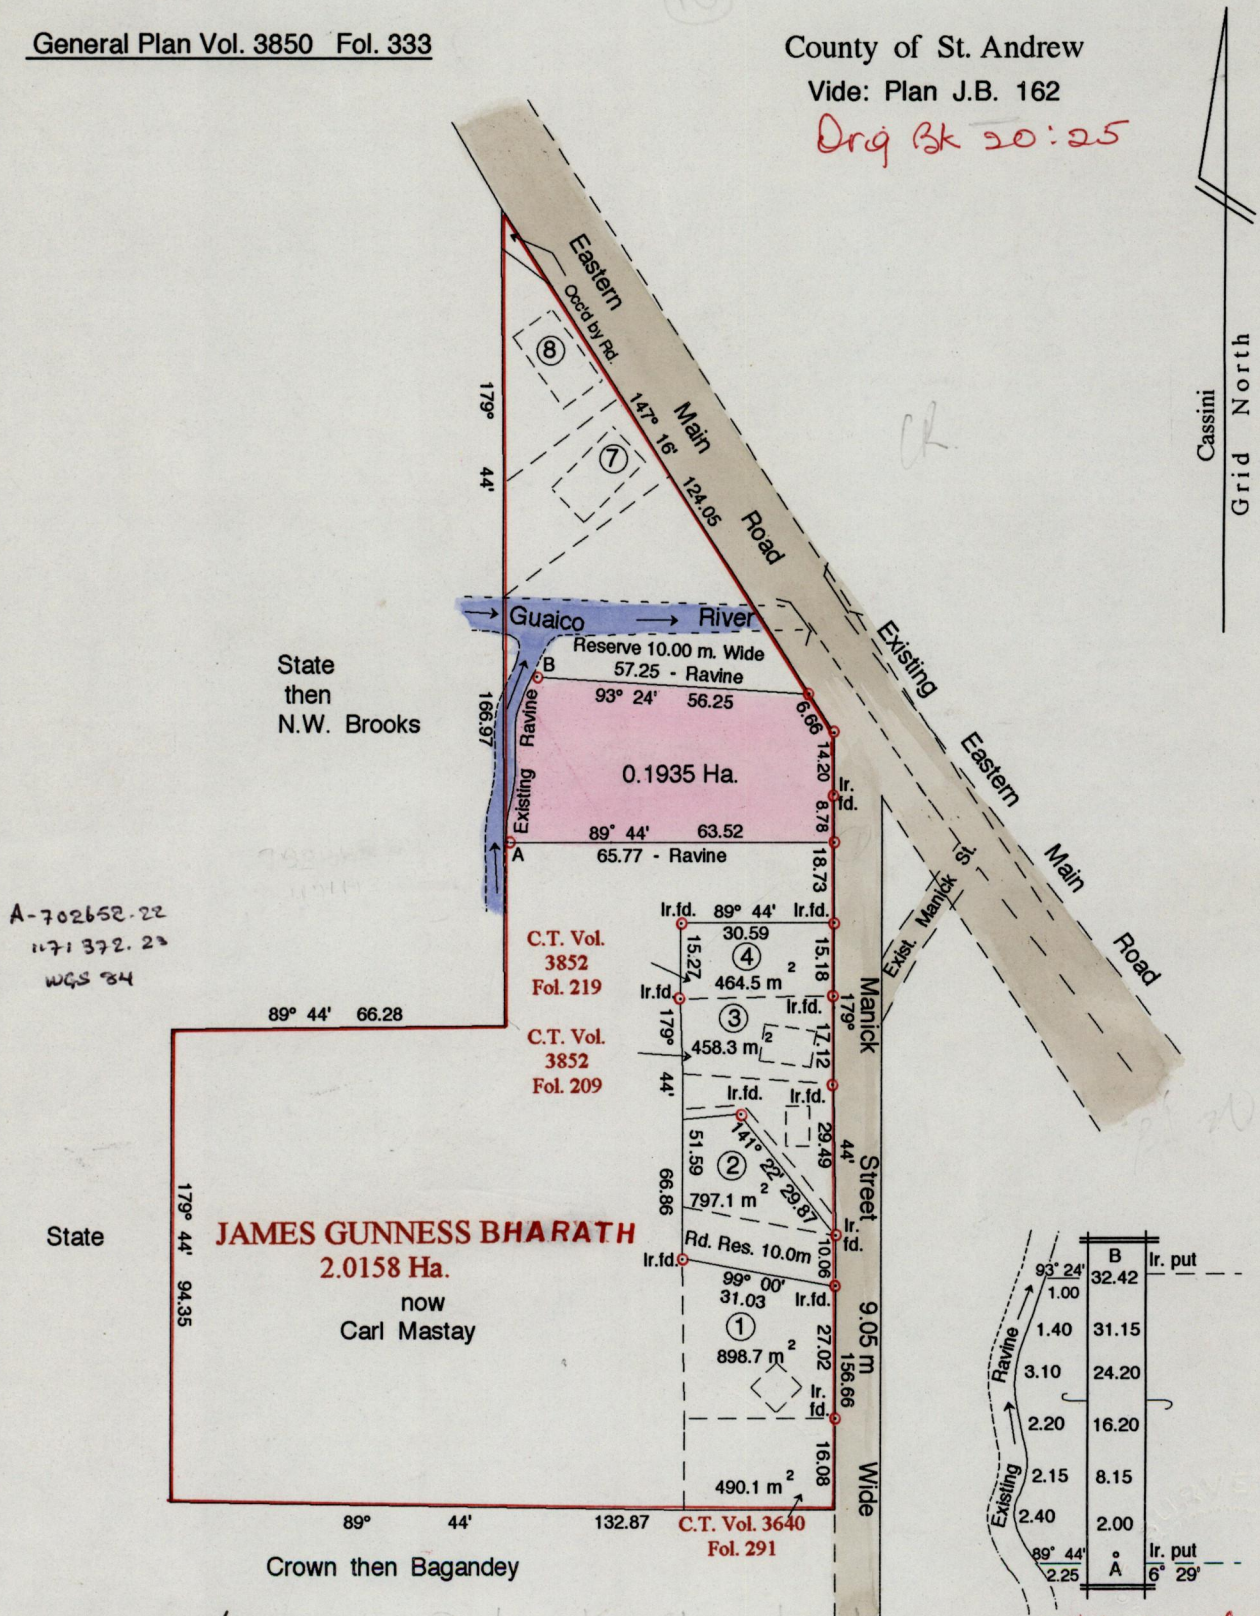 General Plan Vol. 3850 Fol. 333
County of St. Andrew
Vide: Plan J.B. 162
Orig Bk 20:25
Cassini
Grid North
Eastern
Main
Road
Occ'd by Rd.
8
7
147° 16'
124.05
179°
44'
166.97
Guaico River
Reserve 10.00 m. Wide
57.25 - Ravine
B
93° 24' 56.25
6.66
14.20
Ir.
fd.
8.78
0.1935 Ha.
Existing Ravine
89° 44' 63.52
A
65.77 - Ravine
18.73
State
then
N.W. Brooks
Existing
Eastern
Main
Road
Exist. Manick St.
A-702652.22
1171 372.23
WGS 84
Ir.fd. 89° 44' Ir.fd.
30.59
4
15.27
15.18
464.5 m²
C.T. Vol.
3852
Fol. 219
Ir.fd.
Ir.fd.
3
179°
44'
458.3 m²
17.12
C.T. Vol.
3852
Fol. 209
Ir.fd.
Ir.fd.
29.49
141° 22' 29.87
51.59
66.86
2
797.1 m²
Ir.
fd.
Rd. Res. 10.0m
10.06
Ir.fd.
99° 00'
31.03
Ir.fd.
1
898.7 m²
27.02
156.66
Ir.
fd.
16.08
490.1 m²
Manick
179°
44'
Street
9.05 m
Wide
89° 44' 66.28
179° 44' 94.35
State
JAMES GUNNESS BHARATH
2.0158 Ha.
now
Carl Mastay
89° 44' 132.87
C.T. Vol. 3640
Fol. 291
Crown then Bagandey
B
Ir. put
93° 24'
32.42
1.00
1.40 31.15
3.10 24.20
2.20 16.20
2.15 8.15
2.40 2.00
89° 44'
2.25
A
Ir. put
6° 29'
Existing Ravine